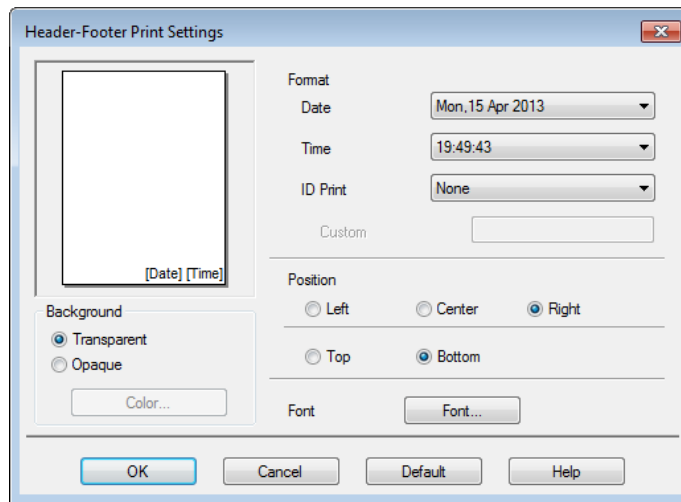 Header-Footer Print Settings
[Date] [Time]
Background
Transparent
Opaque
Color...
Format
Date Mon,15 Apr 2013
Time 19:49:43
ID Print None
Custom
Position
Left Center Right
Top Bottom
Font Font...
OK Cancel Default Help